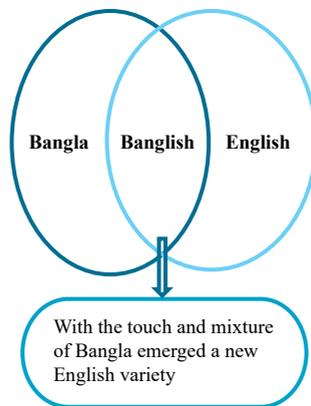 Bangla Banglish English
With the touch and mixture
of Bangla emerged a new
English variety